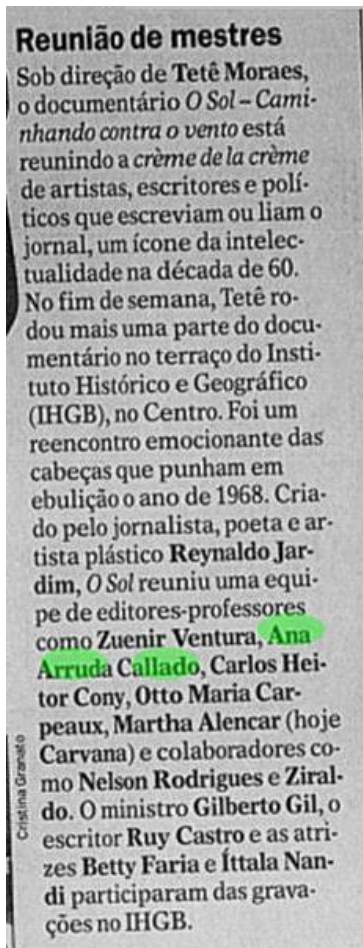 Reunião de mestres
Sob direção de Tetê Moraes,
o documentário O Sol – Cami-
nhando contra o vento está
reunindo a crème de la crème
de artistas, escritores e polí-
ticos que escreviam ou liam o
jornal, um ícone da intelec-
tualidade na década de 60.
No fim de semana, Tetê ro-
dou mais uma parte do docu-
mentário no terraço do Insti-
tuto Histórico e Geográfico
(IHGB), no Centro. Foi um
reencontro emocionante das
cabeças que punham em
ebulição o ano de 1968. Cria-
do pelo jornalista, poeta e ar-
tista plástico Reynaldo Jar-
dim, O Sol reuniu uma equi-
pe de editores-professores
como Zuenir Ventura, Ana
Arruda Callado, Carlos Hei-
tor Cony, Otto Maria Car-
peaux, Martha Alencar (hoje
Carvana) e colaboradores co-
mo Nelson Rodrigues e Ziral-
do. O ministro Gilberto Gil, o
escritor Ruy Castro e as atri-
zes Betty Faria e Íttala Nan-
di participaram das grava-
ções no IHGB.
Cristina Granato